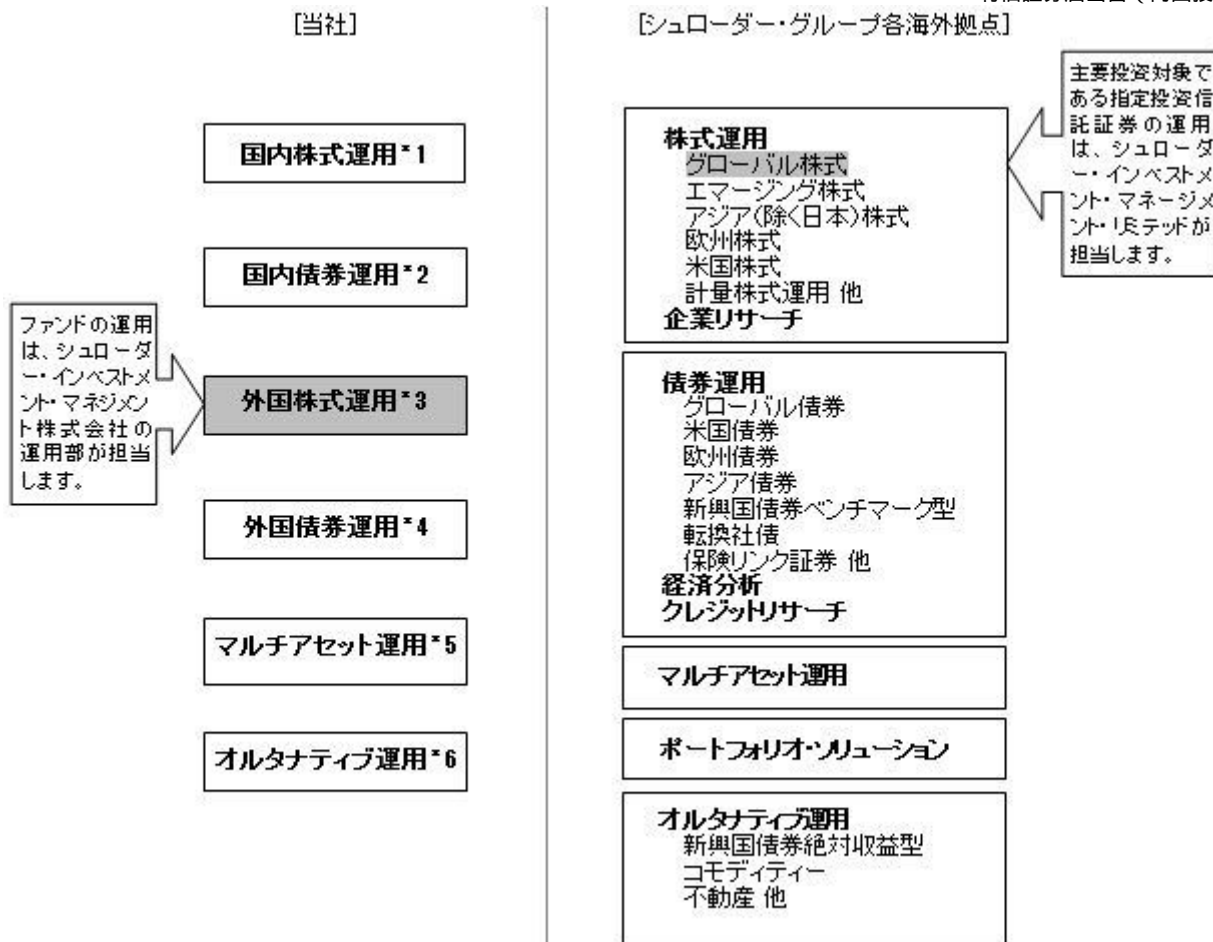 [当社]
国内株式運用*1
国内債券運用*2
ファンドの運用
は、シュローダ
ー・インベストメ
ント・マネジメン
ト株式会社の
運用部が担当
します。
外国株式運用*3
外国債券運用*4
マルチアセット運用*5
オルタナティブ運用*6
[シュローダー・グループ各海外拠点]
主要投資対象で
ある指定投資信
託証券の運用
は、シュローダ
ー・インベストメ
ント・マネージメ
ント・リミテッドが
担当します。
株式運用
グローバル株式
エマージング株式
アジア(除く日本)株式
欧州株式
米国株式
計量株式運用 他
企業リサーチ
債券運用
グローバル債券
米国債券
欧州債券
アジア債券
新興国債券ベンチマーク型
転換社債
保険リンク証券 他
経済分析
クレジットリサーチ
マルチアセット運用
ポートフォリオ・ソリューション
オルタナティブ運用
新興国債券絶対収益型
コモディティー
不動産 他